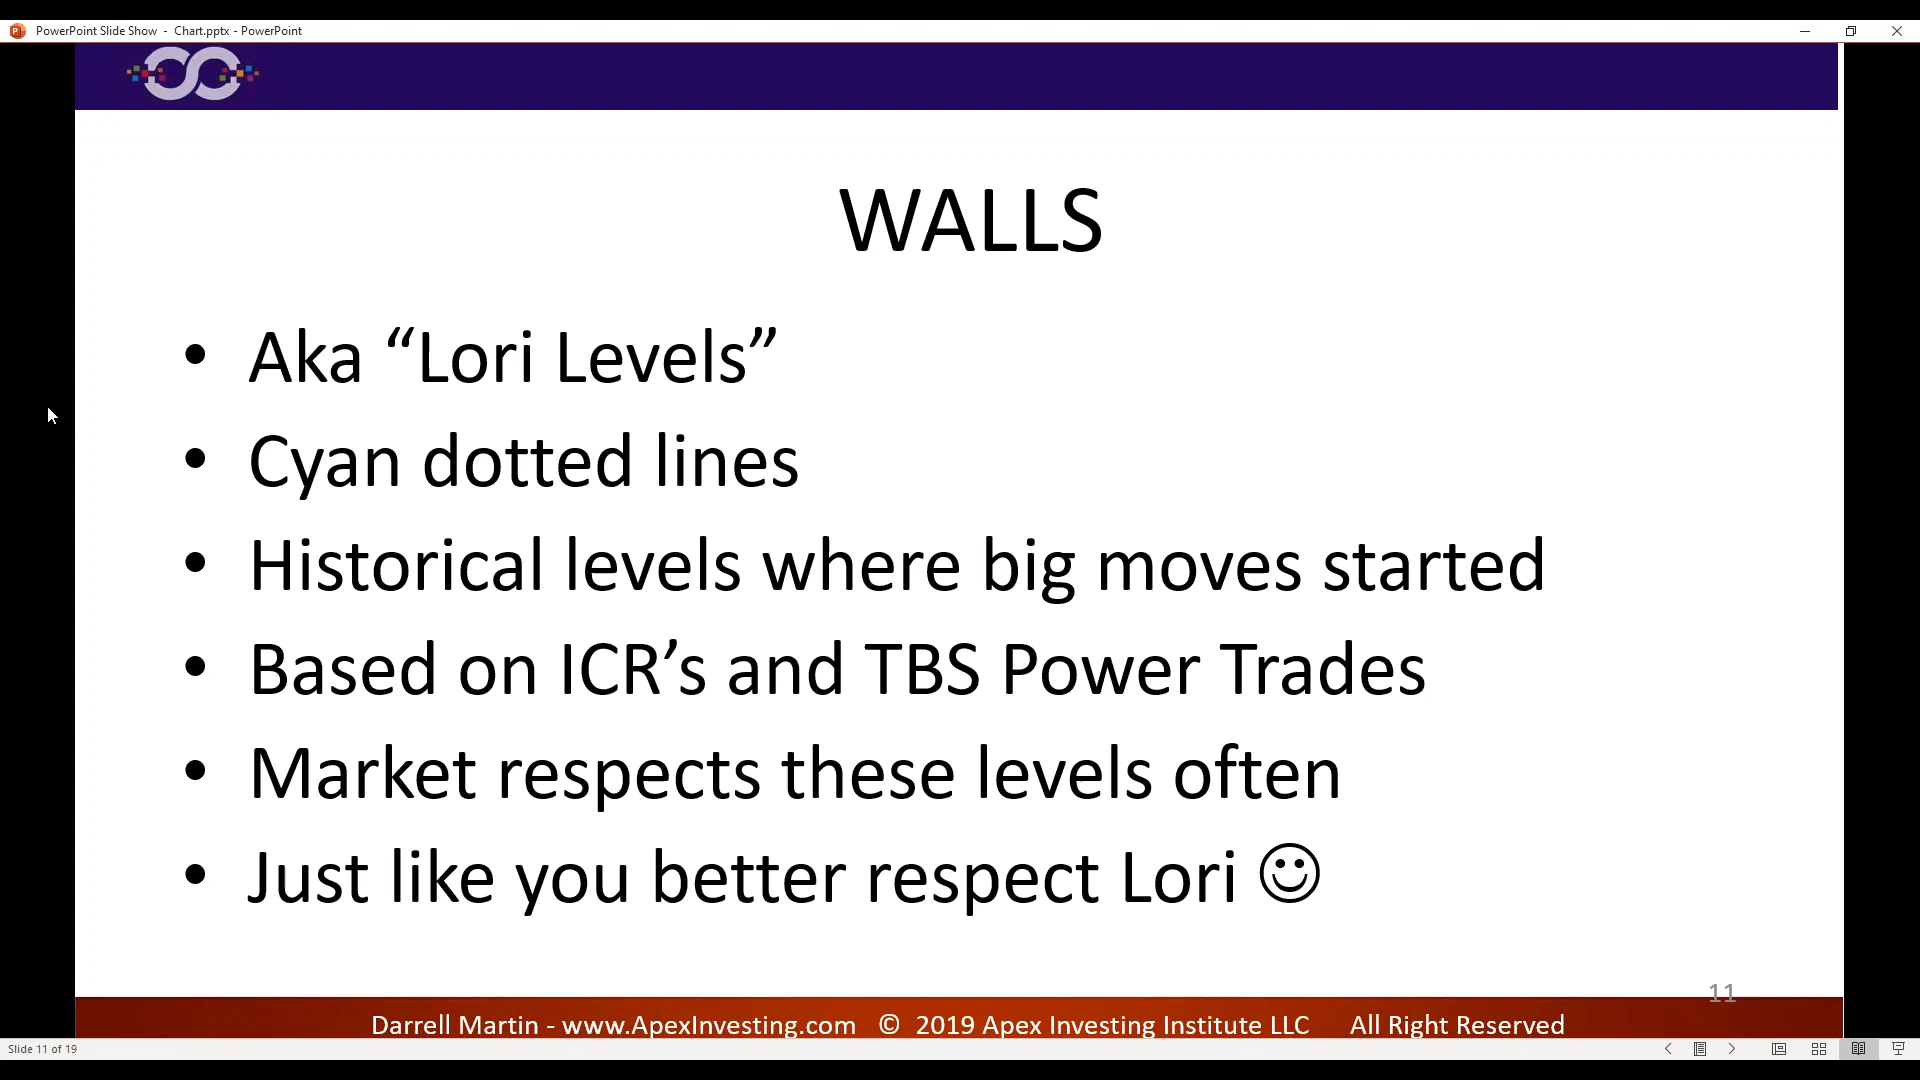 PowerPoint Slide Show - Chart.pptx - PowerPoint
WALLS
• Aka “Lori Levels”
• Cyan dotted lines
• Historical levels where big moves started
• Based on ICR’s and TBS Power Trades
• Market respects these levels often
• Just like you better respect Lori ☺
11
Darrell Martin - www.ApexInvesting.com © 2019 Apex Investing Institute LLC All Right Reserved
Slide 11 of 19